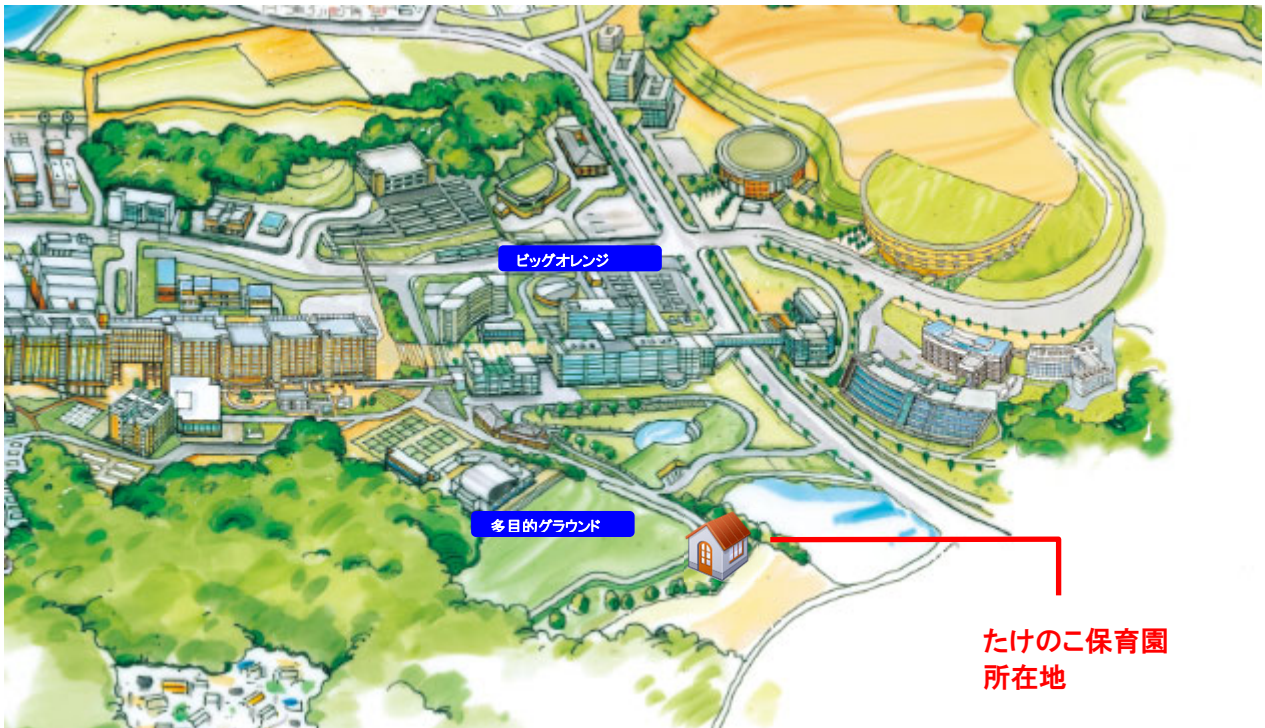 ビッグオレンジ
多目的グラウンド
たけのこ保育園
所在地